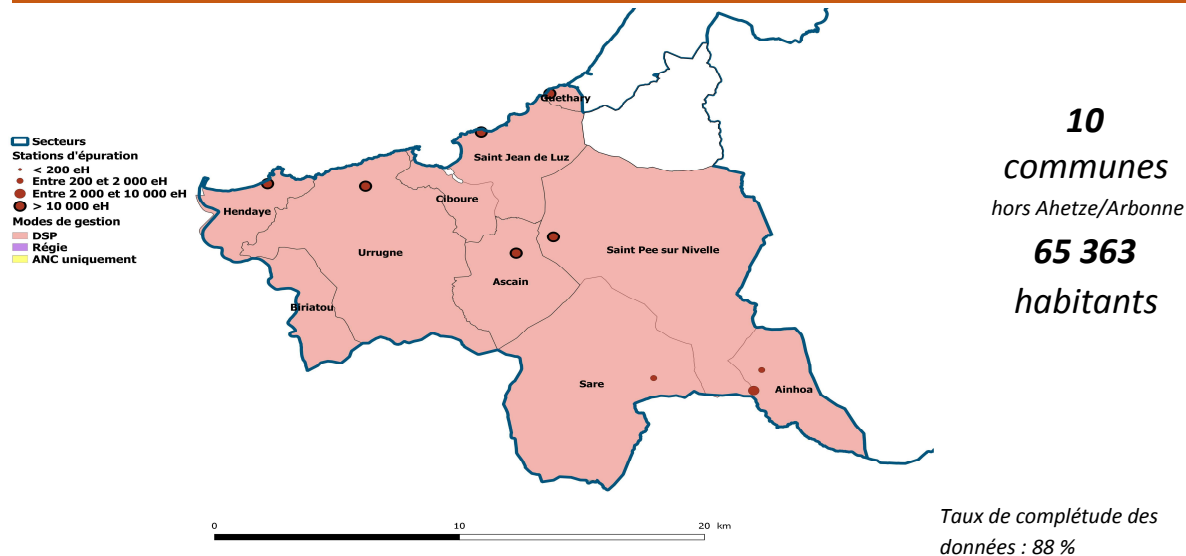 Secteurs
Stations d'épuration
< 200 eH
Entre 200 et 2 000 eH
Entre 2 000 et 10 000 eH
> 10 000 eH
Modes de gestion
DSP
Régie
ANC uniquement
Guethary
Saint Jean de Luz
Ciboure
Hendaye
Urrugne
Saint Pee sur Nivelle
Ascain
Biriatou
Sare
Ainhoa
0 10 20 km
10
communes
hors Ahetze/Arbonne
65 363
habitants
Taux de complétude des
données : 88 %